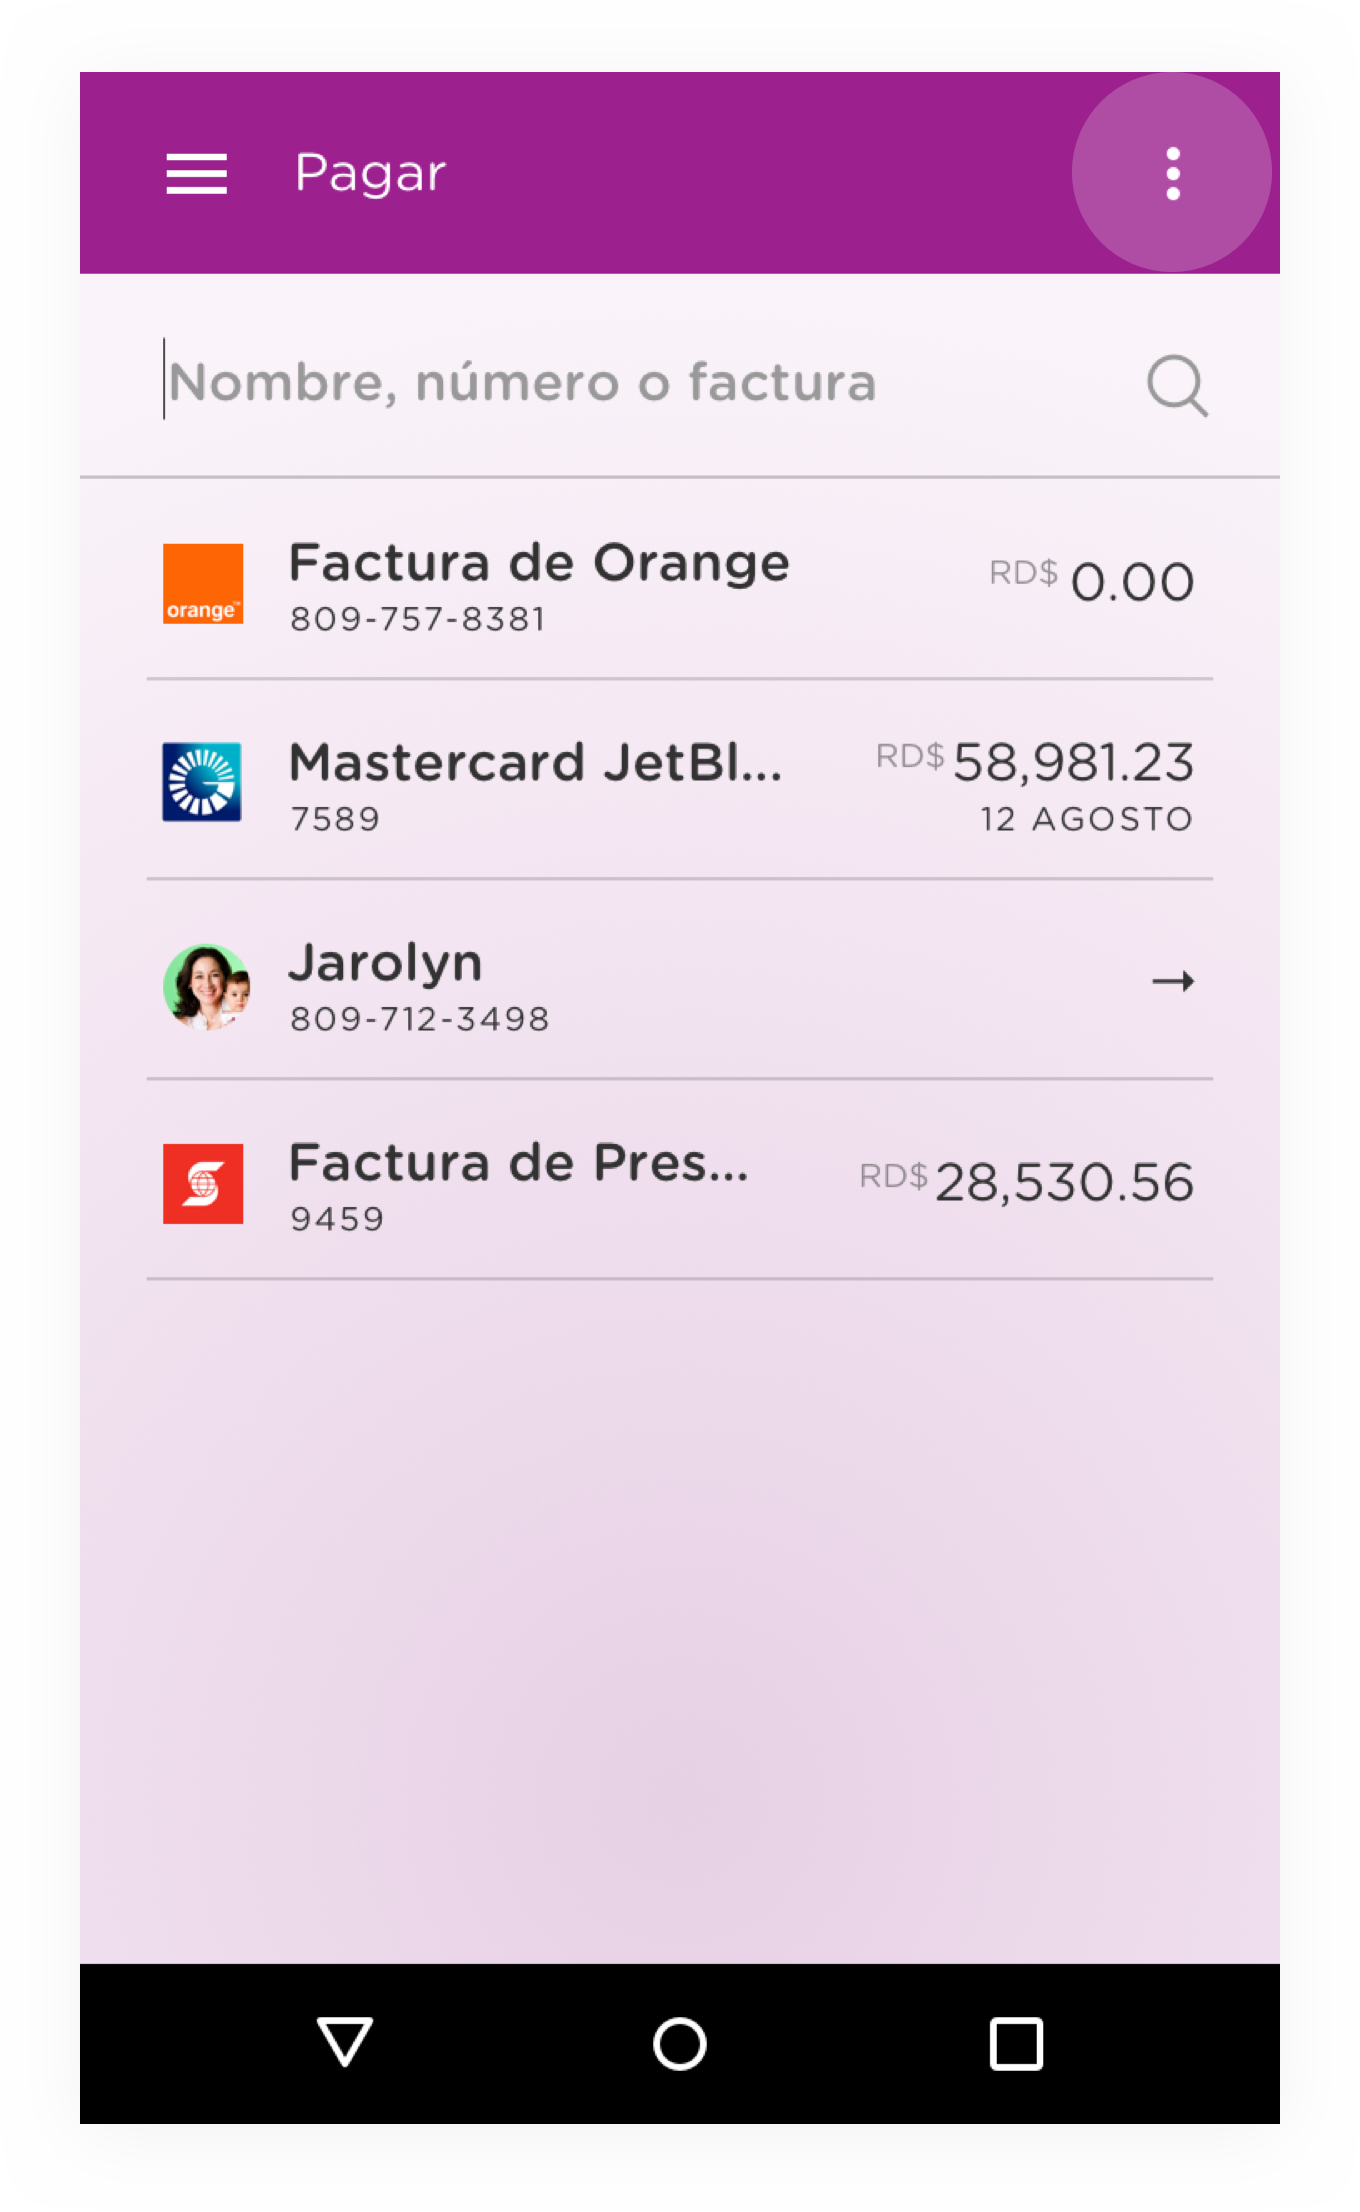 Pagar
Nombre, número o factura
orange™
Factura de Orange
RD$ 0.00
809-757-8381
Mastercard JetBl...
RD$ 58,981.23
7589
12 AGOSTO
Jarolyn
809-712-3498
Factura de Pres...
RD$ 28,530.56
9459